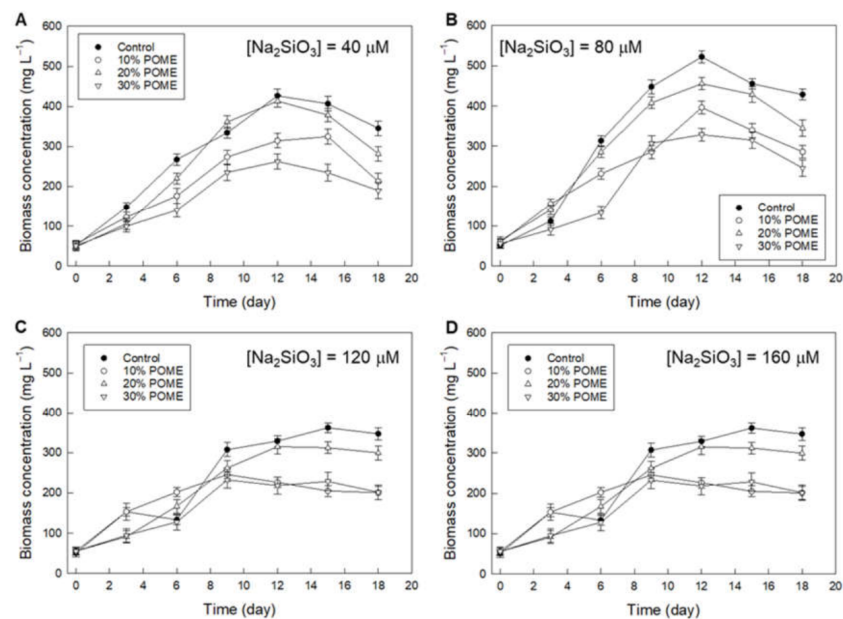 A
[Na₂SiO₃] = 40 µM
Control
10% POME
20% POME
30% POME
Biomass concentration (mg L⁻¹)
600
500
400
300
200
100
0
0 2 4 6 8 10 12 14 16 18 20
Time (day)
B
[Na₂SiO₃] = 80 µM
Control
10% POME
20% POME
30% POME
Biomass concentration (mg L⁻¹)
600
500
400
300
200
100
0
0 2 4 6 8 10 12 14 16 18 20
Time (day)
C
[Na₂SiO₃] = 120 µM
Control
10% POME
20% POME
30% POME
Biomass concentration (mg L⁻¹)
600
500
400
300
200
100
0
0 2 4 6 8 10 12 14 16 18 20
Time (day)
D
[Na₂SiO₃] = 160 µM
Control
10% POME
20% POME
30% POME
Biomass concentration (mg L⁻¹)
600
500
400
300
200
100
0
0 2 4 6 8 10 12 14 16 18 20
Time (day)